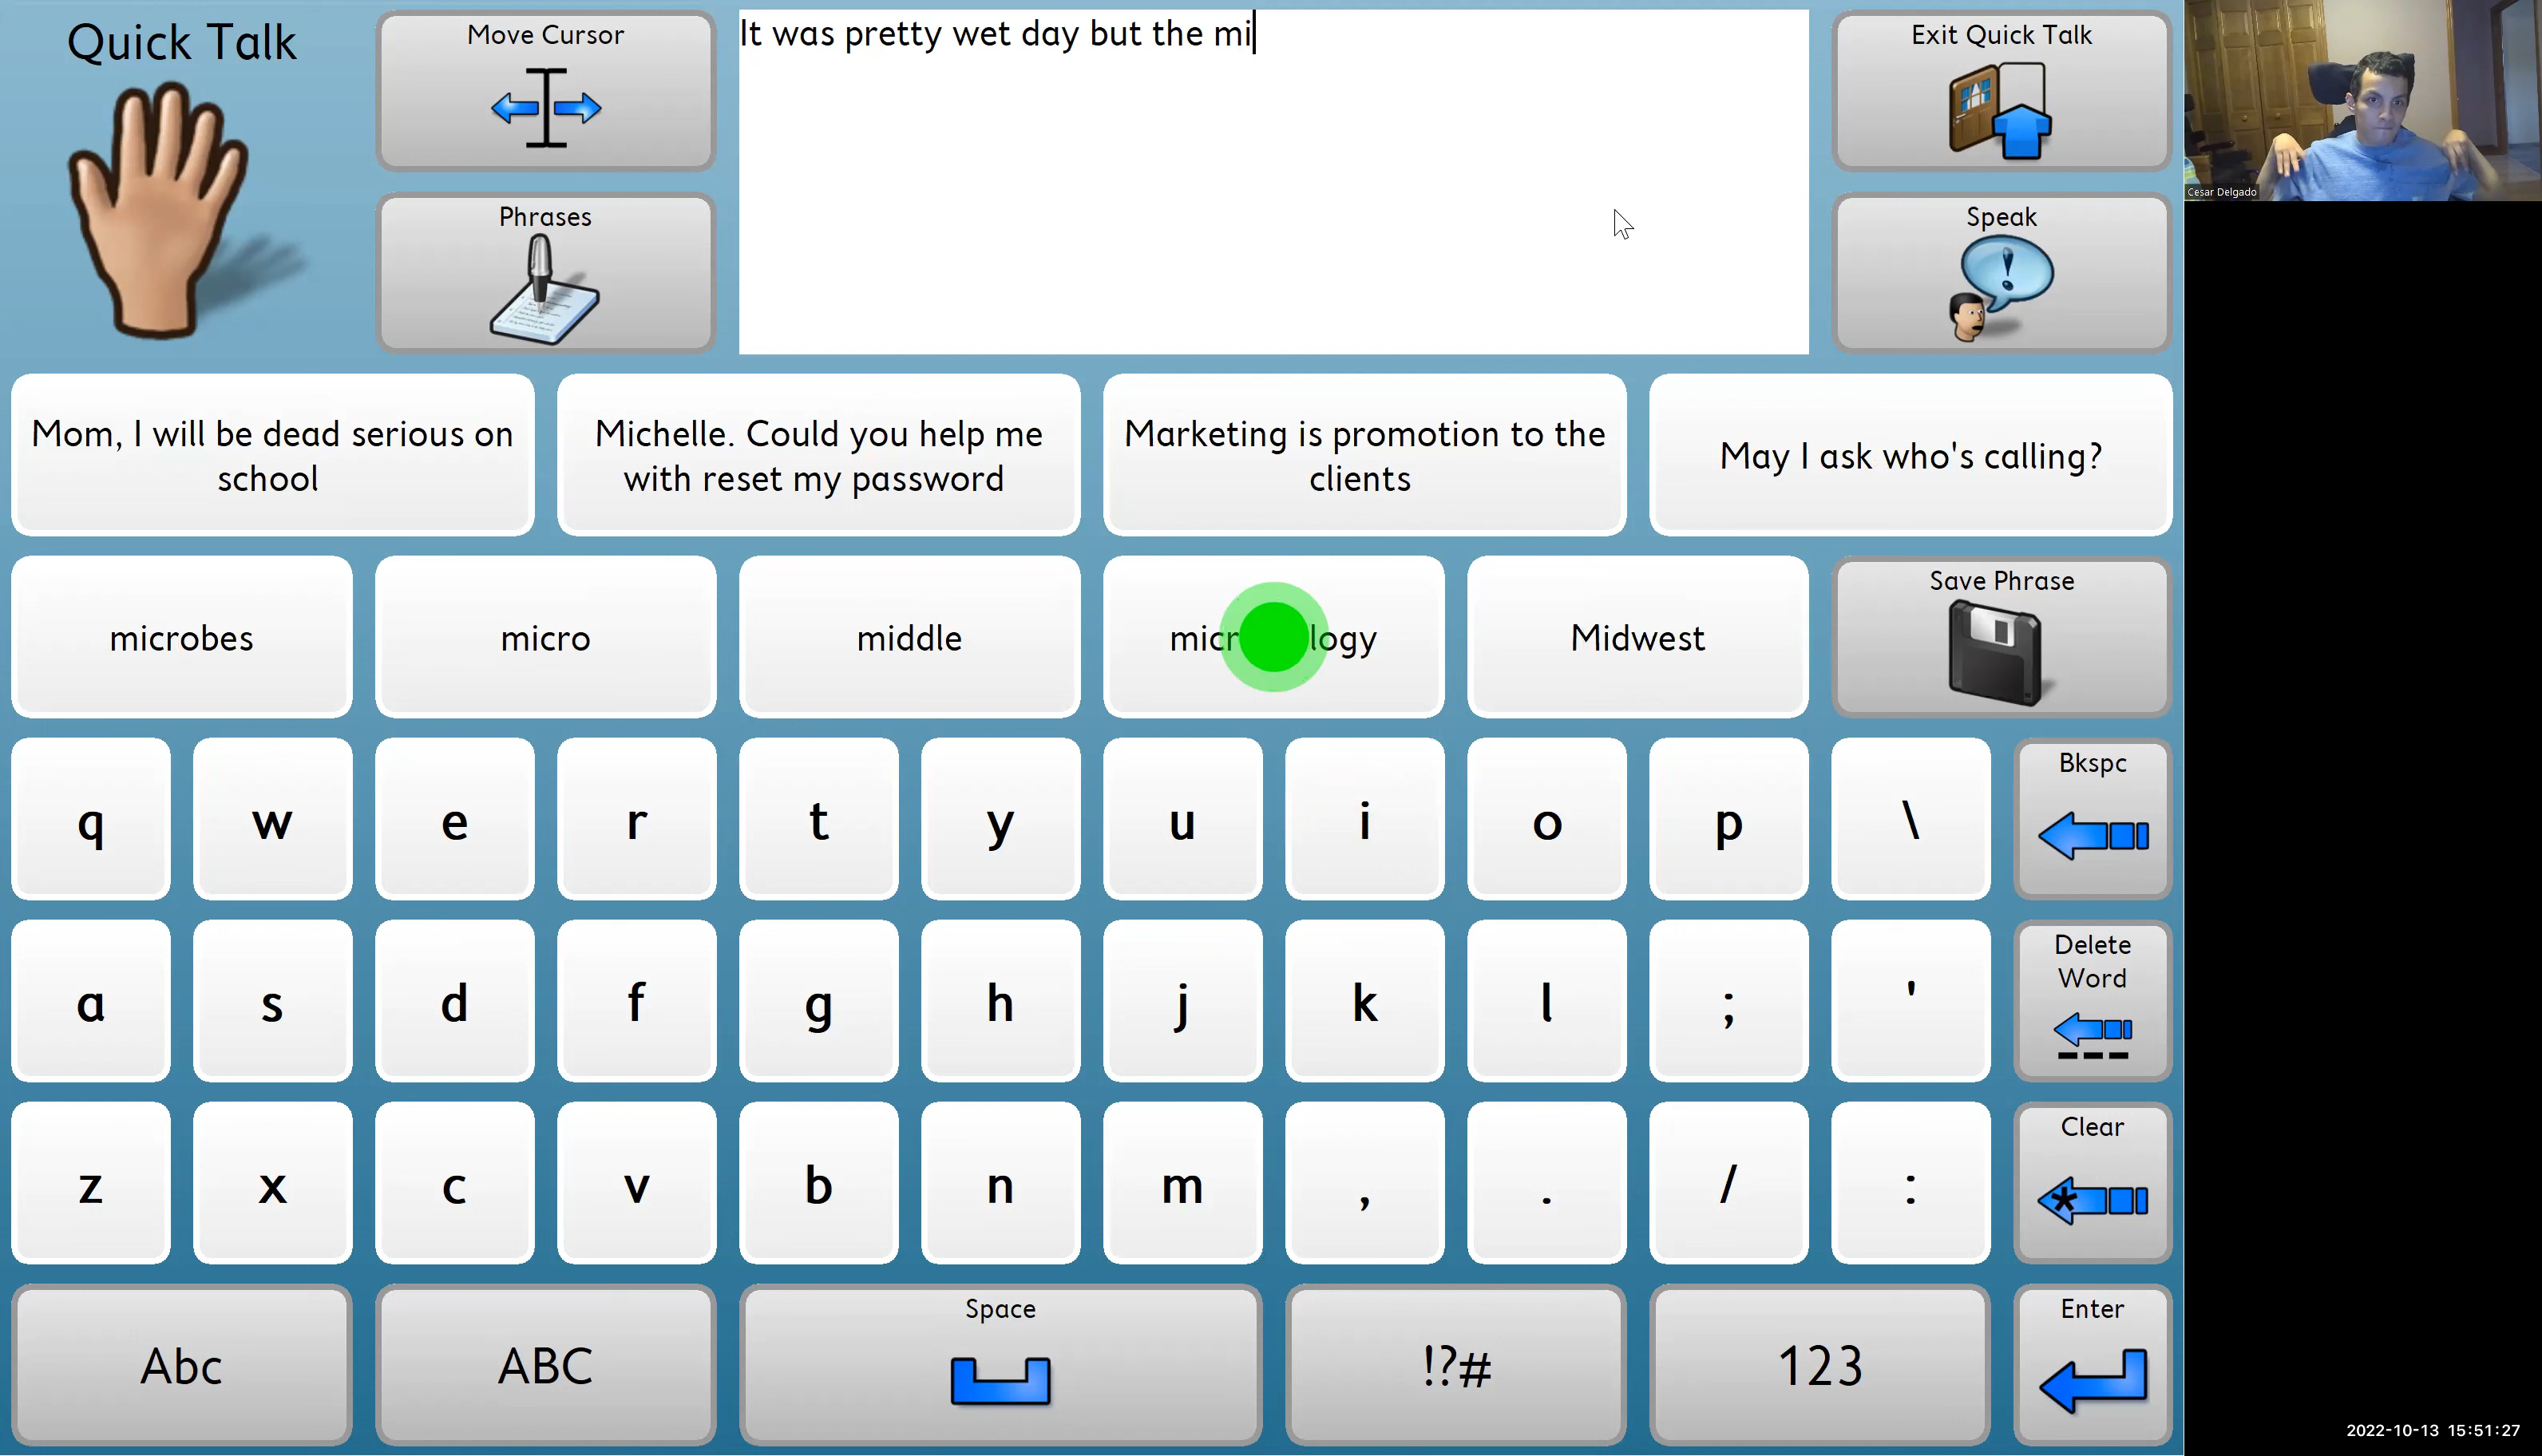 Quick Talk
Move Cursor
It was pretty wet day but the mi
Exit Quick Talk
Cesar Delgado
Phrases
Speak
Mom, I will be dead serious on
school
Michelle. Could you help me
with reset my password
Marketing is promotion to the
clients
May I ask who's calling?
microbes
micro
middle
Midwest
Save Phrase
q w e r t y u i o p \
Bkspc
a s d f g h j k l ; '
Delete
Word
z x c v b n m , . / :
Clear
Abc
ABC
Space
!?#
123
Enter
2022-10-13 15:51:27